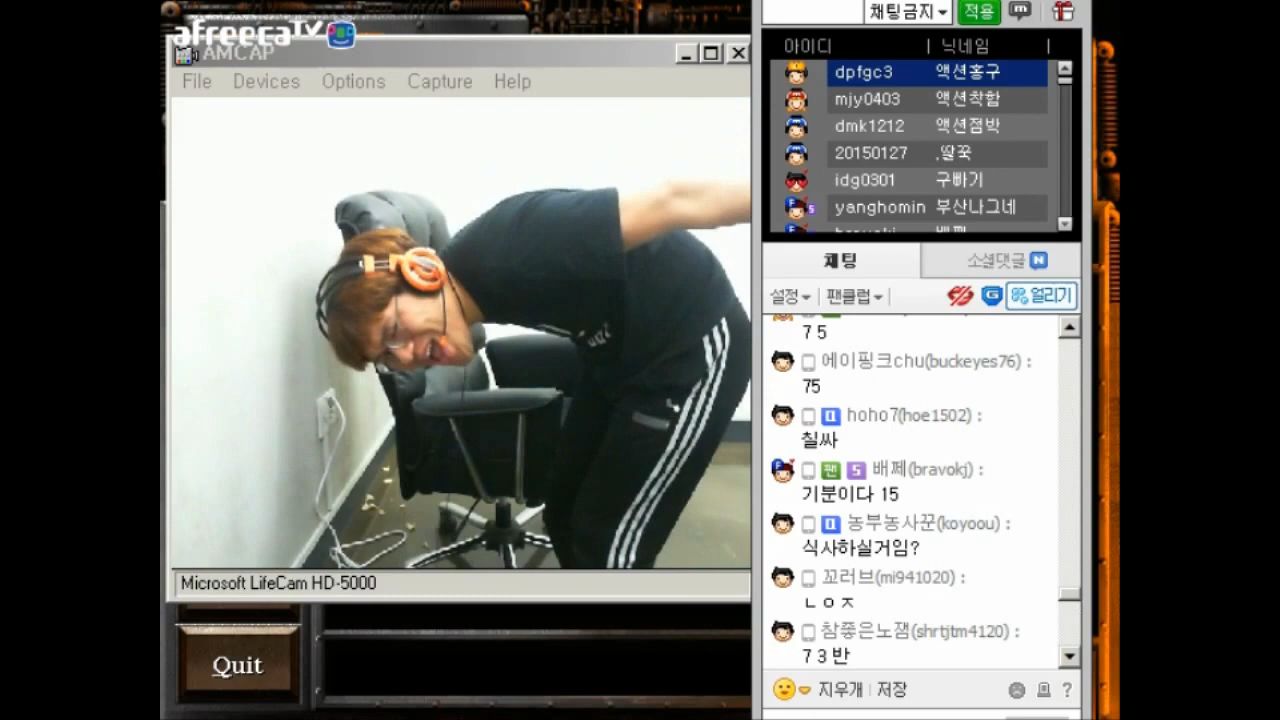 afreecaTV
AMCAP
File Devices Options Capture Help
Microsoft LifeCam HD-5000
Quit
채팅금지 적용
아이디 닉네임
dpfgc3 액션홍구
mjy0403 액션착함
dmk1212 액션점박
20150127 .딸꾹
idg0301 구빠기
yanghomin 부산나그네
채팅 소셜댓글 N
설정 팬클럽 얼리기
7 5
에이핑크chu(buckeyes76) :
75
hoho7(hoe1502) :
칠싸
팬 5 배페(bravokj) :
기분이다 15
농부농사꾼(koyoou) :
식사하실거임?
꼬러브(mi941020) :
ㄴㅇㅈ
참좋은노잼(shrtjtm4120) :
7 3 반
지우개 저장